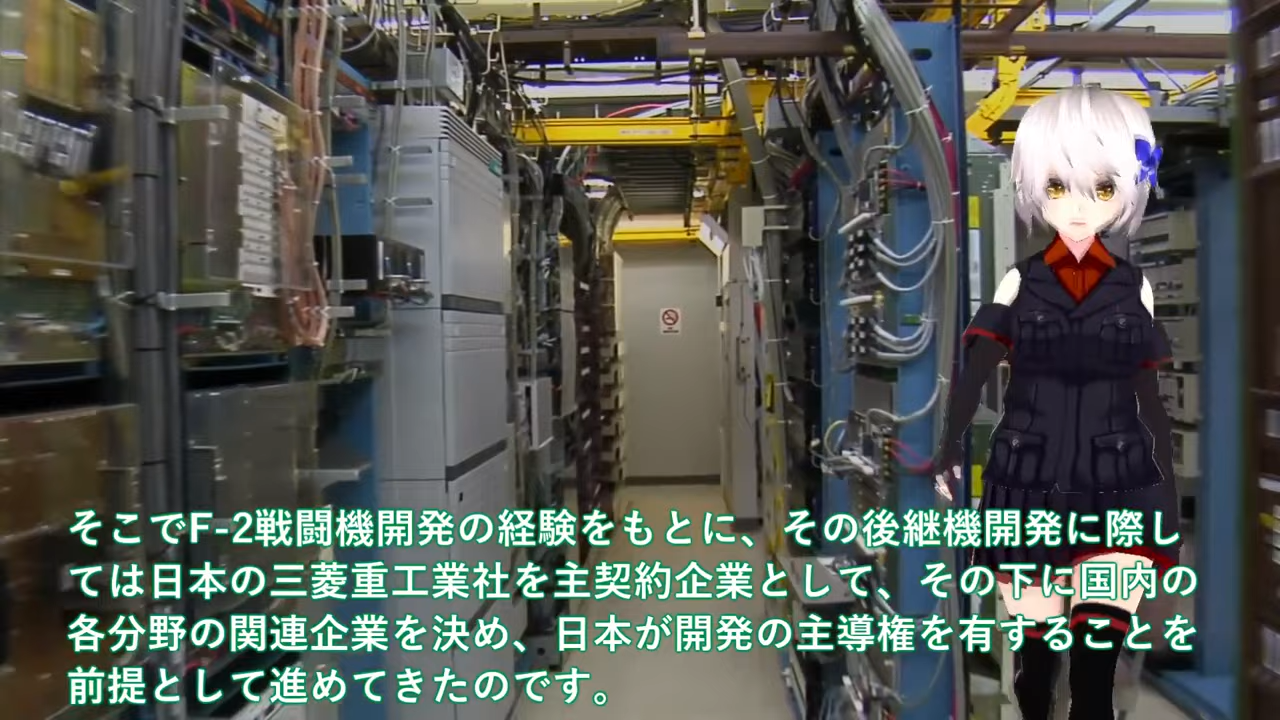 そこでF-2戦闘機開発の経験をもとに、その後継機開発に際し
ては日本の三菱重工業社を主契約企業として、その下に国内の
各分野の関連企業を決め、日本が開発の主導権を有することを
前提として進めてきたのです。